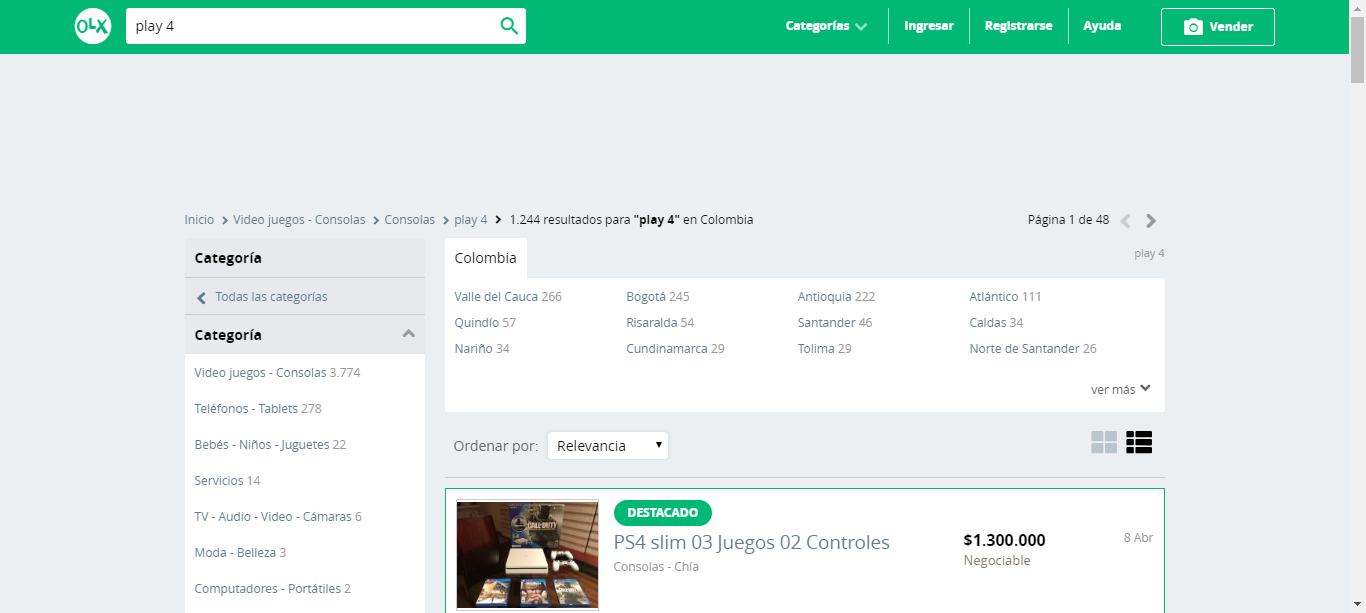 OLX play 4 Categorías Ingresar Registrarse Ayuda Vender
Inicio Video juegos - Consolas Consolas play 4 1.244 resultados para "play 4" en Colombia Página 1 de 48
Categoría
Todas las categorías
Categoría
Video juegos - Consolas 3.774
Teléfonos - Tablets 278
Bebés - Niños - Juguetes 22
Servicios 14
TV - Audio - Video - Cámaras 6
Moda - Belleza 3
Computadores - Portátiles 2
Colombia play 4
Valle del Cauca 266 Bogotá 245 Antioquia 222 Atlántico 111
Quindío 57 Risaralda 54 Santander 46 Caldas 34
Nariño 34 Cundinamarca 29 Tolima 29 Norte de Santander 26
ver más
Ordenar por: Relevancia
DESTACADO
PS4 slim 03 Juegos 02 Controles $1.300.000 8 Abr
Consolas - Chía Negociable
CALL OF DUTY